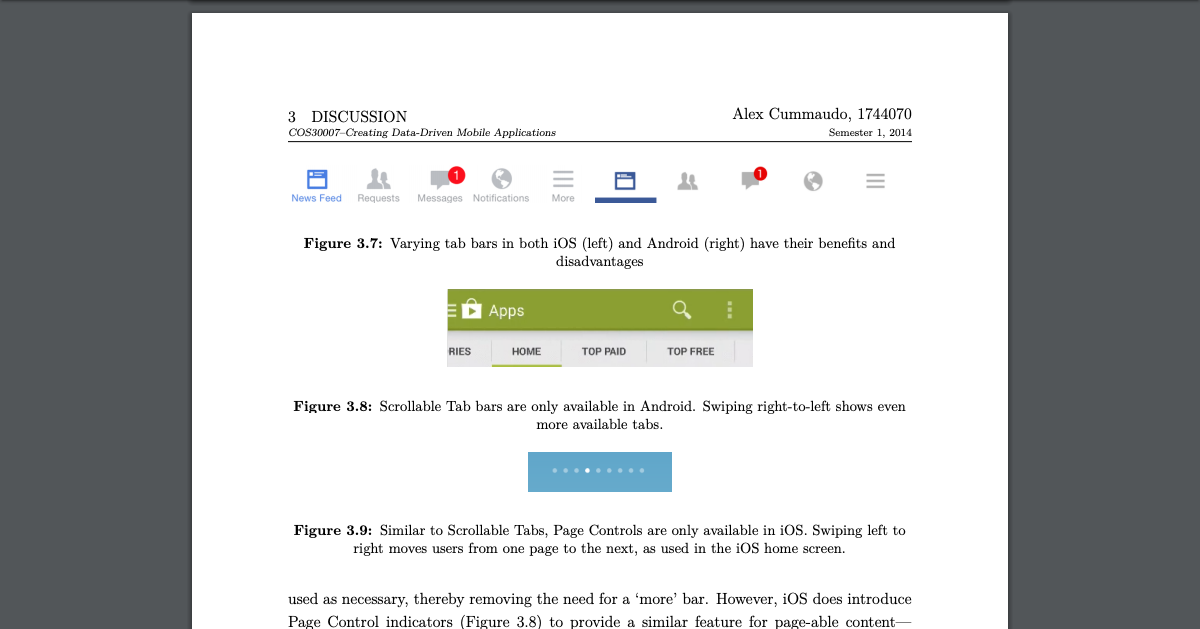 3 DISCUSSION
Alex Cummaudo, 1744070
COS30007–Creating Data-Driven Mobile Applications
Semester 1, 2014
1
1
News Feed Requests Messages Notifications More
Figure 3.7: Varying tab bars in both iOS (left) and Android (right) have their benefits and
disadvantages
Apps
RIES HOME TOP PAID TOP FREE
Figure 3.8: Scrollable Tab bars are only available in Android. Swiping right-to-left shows even
more available tabs.
Figure 3.9: Similar to Scrollable Tabs, Page Controls are only available in iOS. Swiping left to
right moves users from one page to the next, as used in the iOS home screen.
used as necessary, thereby removing the need for a ‘more’ bar. However, iOS does introduce
Page Control indicators (Figure 3.8) to provide a similar feature for page-able content—